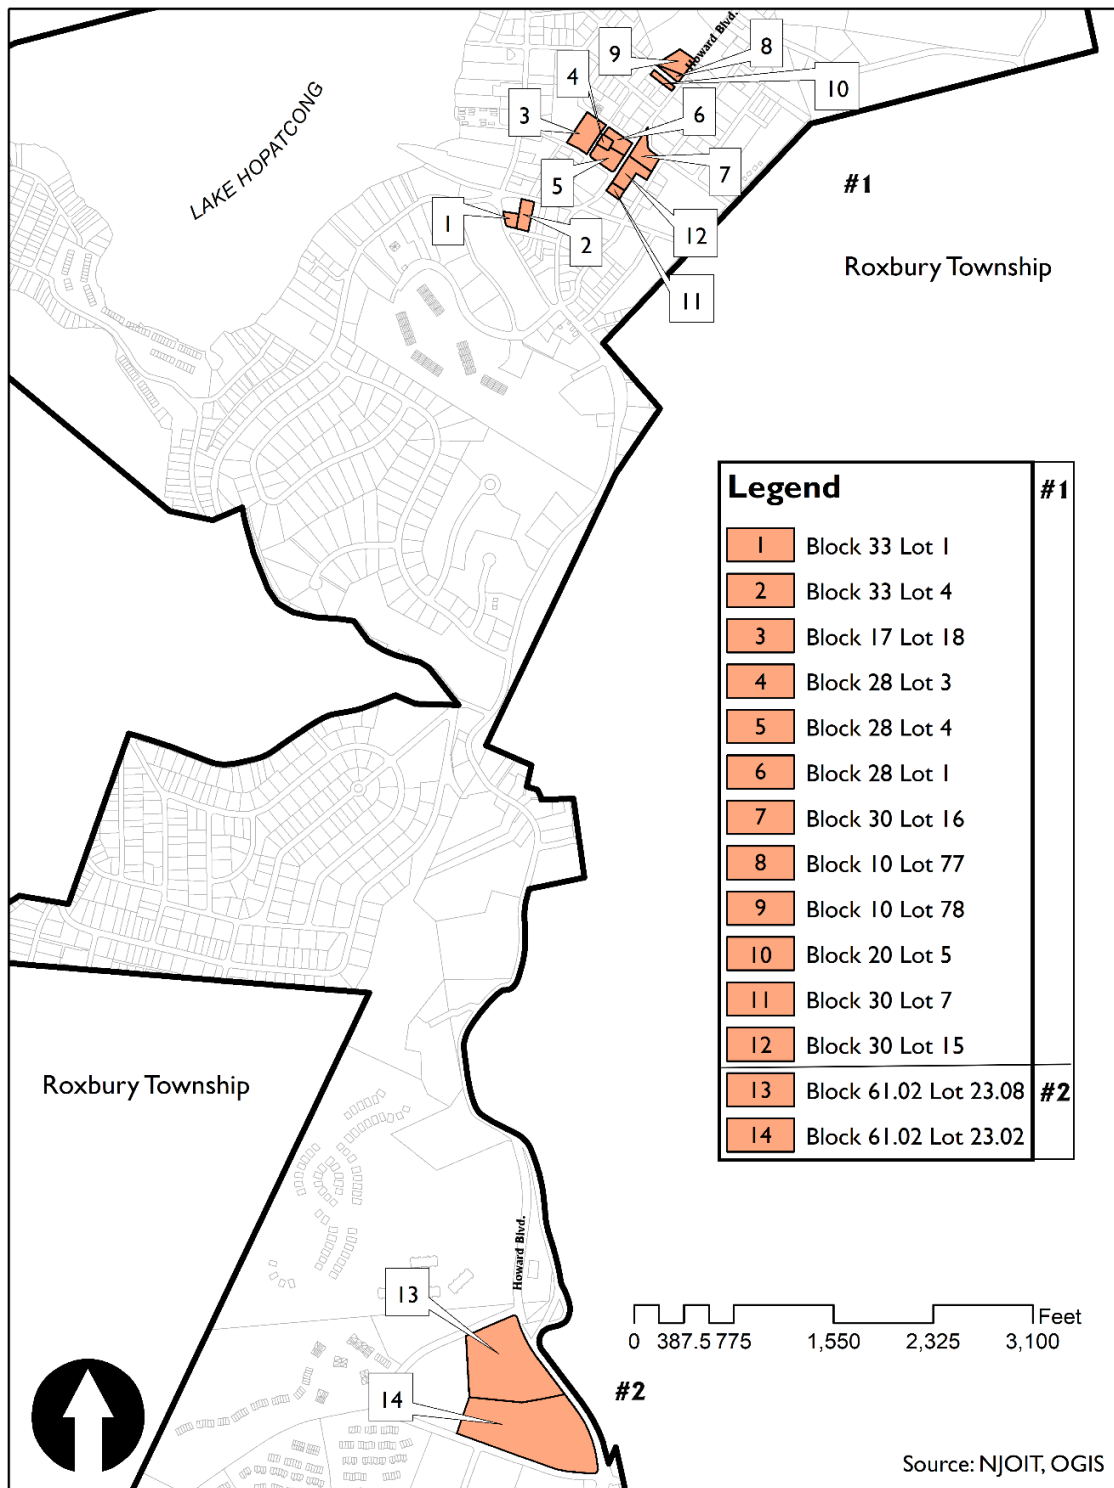 Howard Blvd.
9
8
4
10
3
6
LAKE HOPATCONG
7
5
#1
1
2
12
Roxbury Township
11
Legend
#1
1 Block 33 Lot 1
2 Block 33 Lot 4
3 Block 17 Lot 18
4 Block 28 Lot 3
5 Block 28 Lot 4
6 Block 28 Lot 1
7 Block 30 Lot 16
8 Block 10 Lot 77
9 Block 10 Lot 78
10 Block 20 Lot 5
11 Block 30 Lot 7
12 Block 30 Lot 15
13 Block 61.02 Lot 23.08 #2
14 Block 61.02 Lot 23.02
Roxbury Township
Howard Blvd.
13
Feet
0 387.5 775 1,550 2,325 3,100
#2
14
Source: NJOIT, OGIS